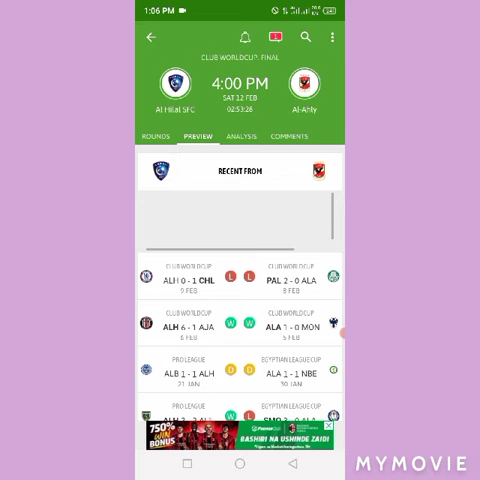 1:06 PM
CLUB WORLDCUP. FINAL
4:00 PM
SAT 12 FEB
02:53:28
Al Hilal SFC
Al-Ahly
ROUNDS PREVIEW ANALYSIS COMMENTS
RECENT FROM
CLUB WORLDCUP CLUB WORLDCUP
ALH 0 - 1 CHL L L PAL 2 - 0 ALA
9 FEB 8 FEB
CLUB WORLDCUP CLUB WORLDCUP
ALH 6 - 1 AJA W W ALA 1 - 0 MON
6 FEB 5 FEB
PRO LEAGUE EGYPTIAN LEAGUE CUP
ALB 1 - 1 ALH D D ALA 1 - 1 NBE
21 JAN 30 JAN
PRO LEAGUE EGYPTIAN LEAGUE CUP
W L
750%
WIN
BONUS
BASHIRI NA USHINDE ZAIDI
MYMOVIE